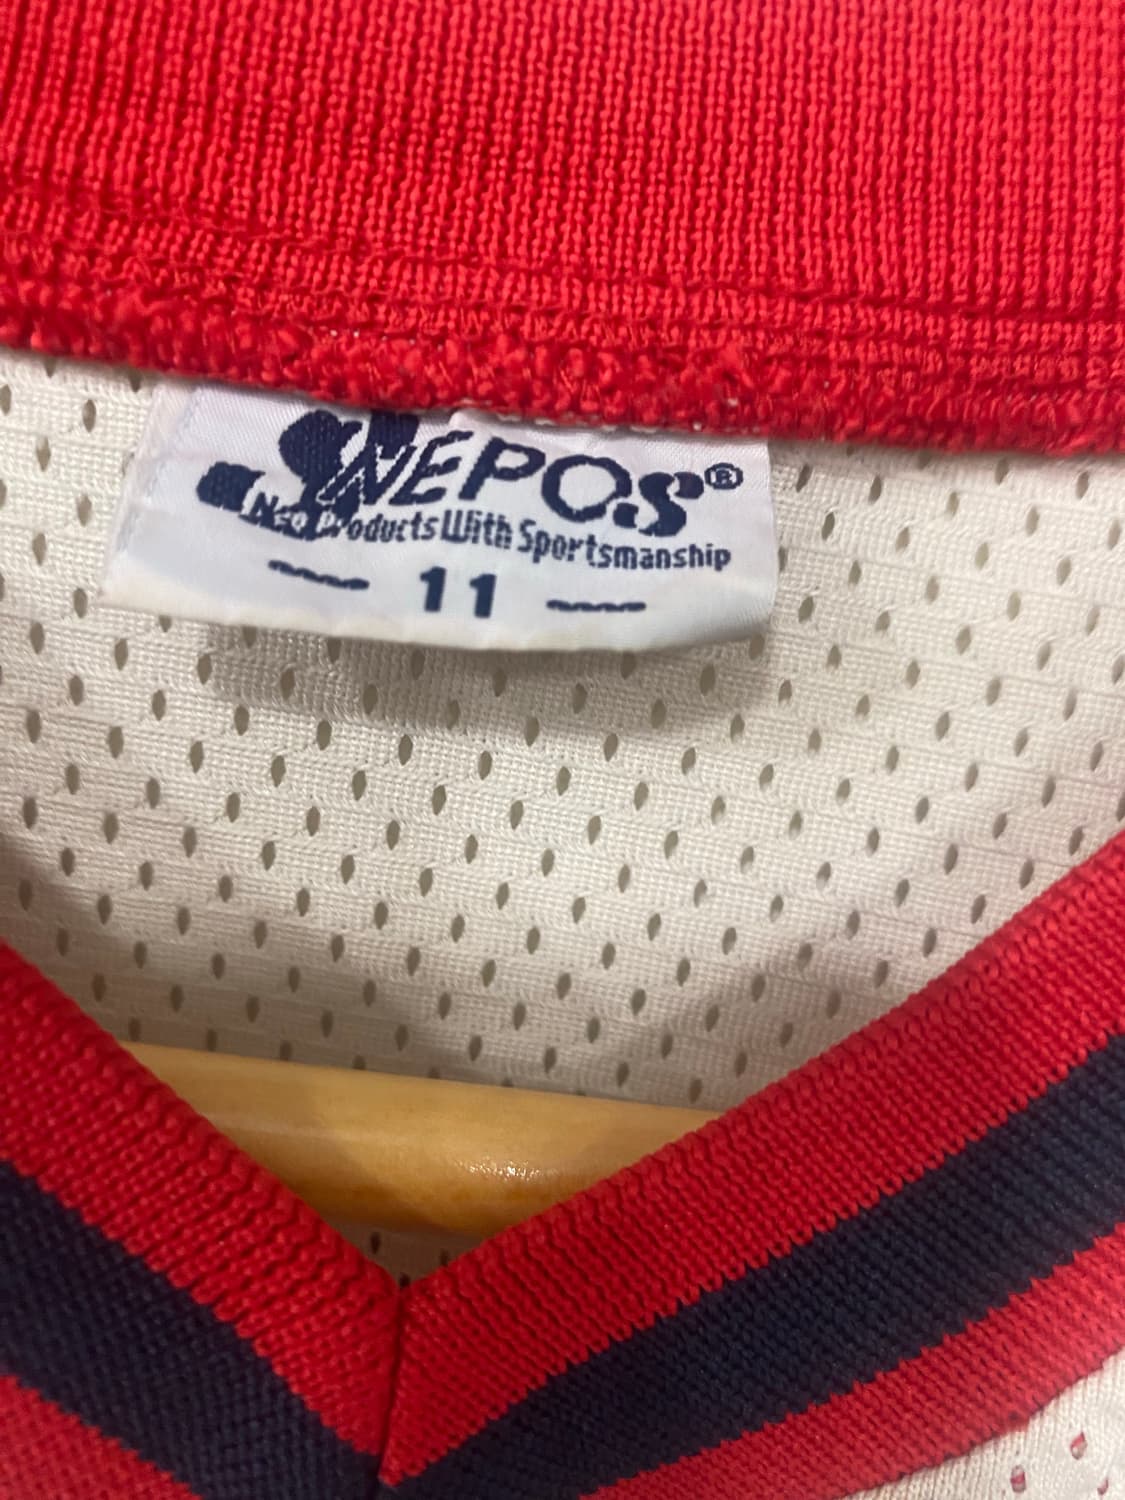 NEPOS®
Neo Products With Sportsmanship
— 11 —